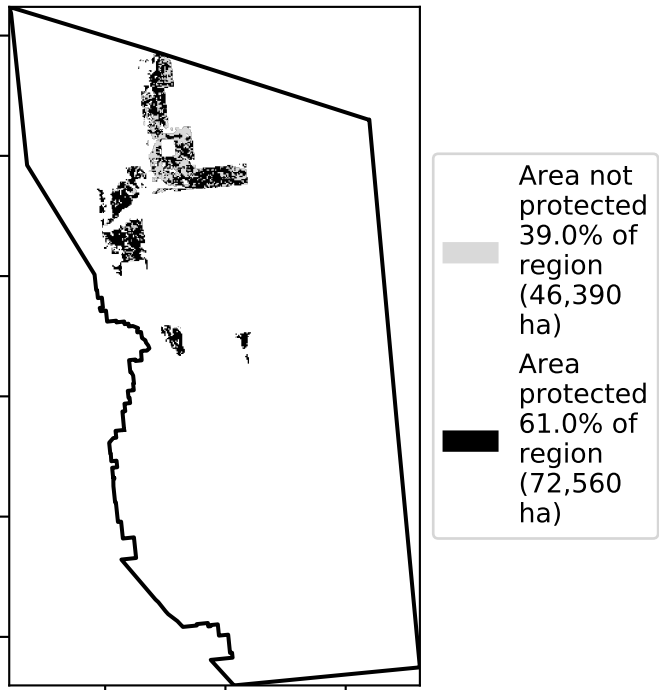 Area not
protected
39.0% of
region
(46,390
ha)
Area
protected
61.0% of
region
(72,560
ha)